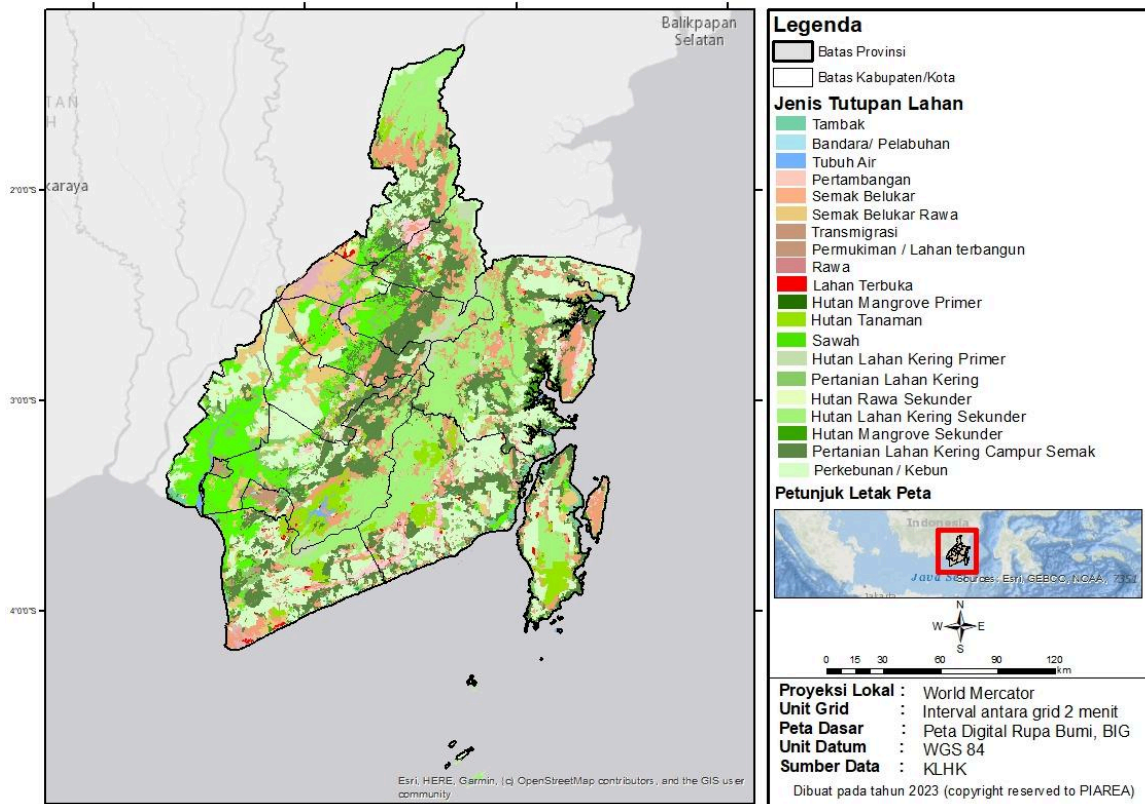 Balikpapan
Selatan
TAN
H
karaya
2°0'0"S
3°0'0"S
4°0'0"S
Esri, HERE, Garmin, (c) OpenStreetMap contributors, and the GIS user
community
Legenda
Batas Provinsi
Batas Kabupaten/Kota
Jenis Tutupan Lahan
Tambak
Bandara/ Pelabuhan
Tubuh Air
Pertambangan
Semak Belukar
Semak Belukar Rawa
Transmigrasi
Permukiman / Lahan terbangun
Rawa
Lahan Terbuka
Hutan Mangrove Primer
Hutan Tanaman
Sawah
Hutan Lahan Kering Primer
Pertanian Lahan Kering
Hutan Rawa Sekunder
Hutan Lahan Kering Sekunder
Hutan Mangrove Sekunder
Pertanian Lahan Kering Campur Semak
Perkebunan / Kebun
Petunjuk Letak Peta
Indonesia
Java Sources: Esri, GEBCO, NOAA, 7351
Jakarta
N
W E
S
0 15 30 60 90 120
km
Proyeksi Lokal : World Mercator
Unit Grid : Interval antara grid 2 menit
Peta Dasar : Peta Digital Rupa Bumi, BIG
Unit Datum : WGS 84
Sumber Data : KLHK
Dibuat pada tahun 2023 (copyright reserved to PIAREA)